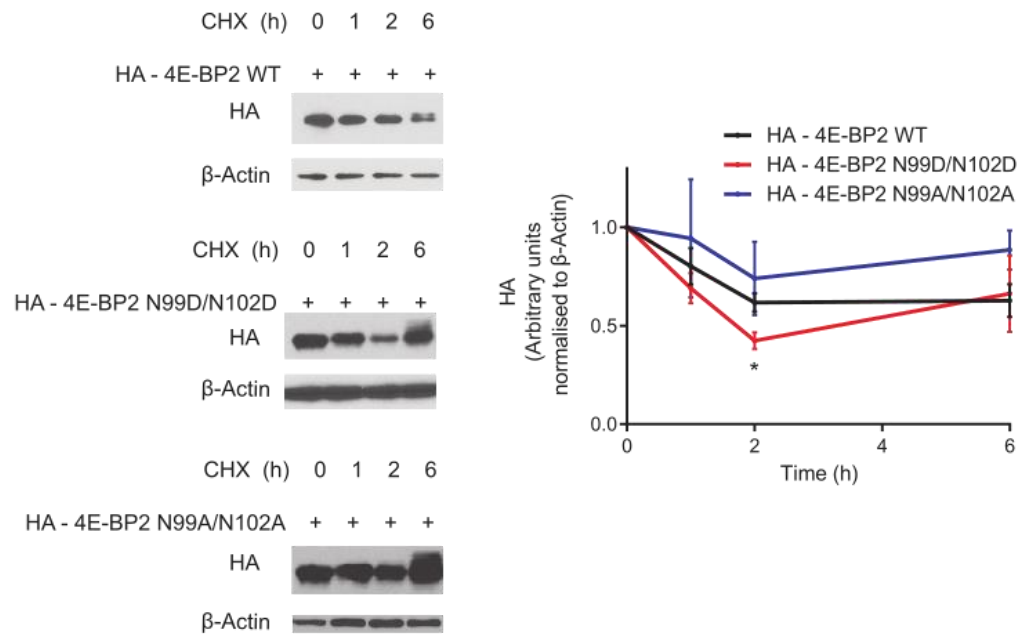 CHX (h) 0 1 2 6
HA - 4E-BP2 WT + + + +
HA
β-Actin
CHX (h) 0 1 2 6
HA - 4E-BP2 N99D/N102D + + + +
HA
β-Actin
CHX (h) 0 1 2 6
HA - 4E-BP2 N99A/N102A + + + +
HA
β-Actin
HA - 4E-BP2 WT
HA - 4E-BP2 N99D/N102D
HA - 4E-BP2 N99A/N102A
HA
(Arbitrary units
normalised to β-Actin)
1.0
0.5
0.0
*
0 2 4 6
Time (h)